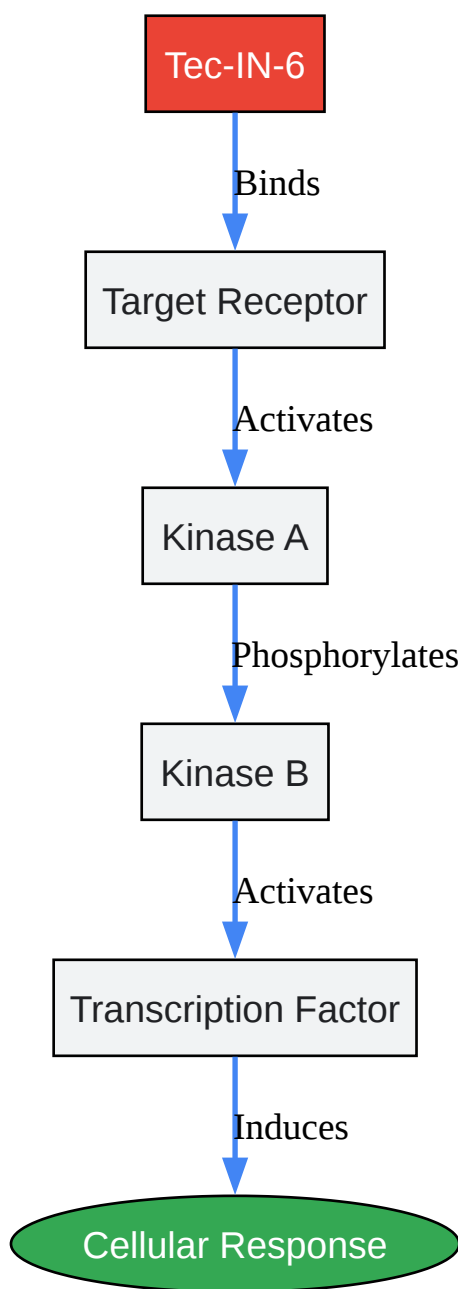 Tec-IN-6
Binds
Target Receptor
Activates
Kinase A
Phosphorylates
Kinase B
Activates
Transcription Factor
Induces
Cellular Response